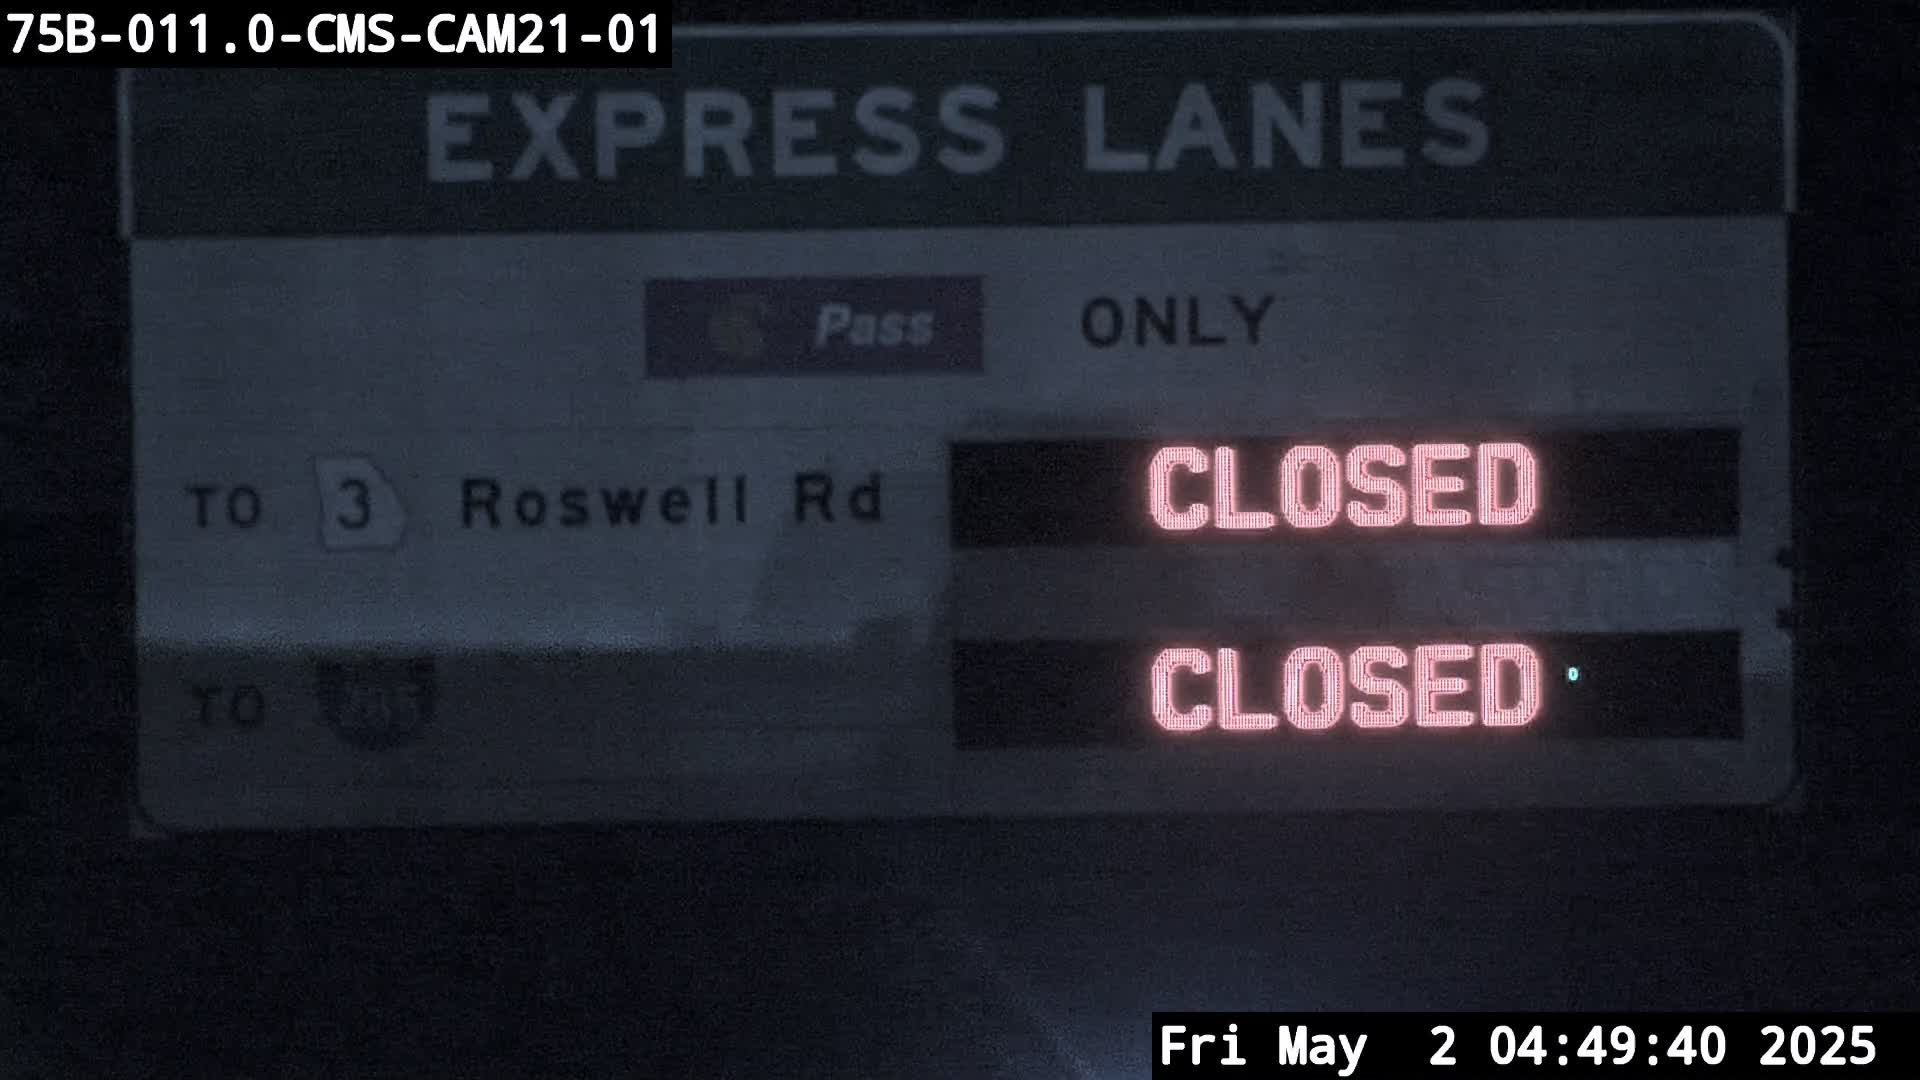 75B-011.0-CMS-CAM21-01
EXPRESS LANES
Pass ONLY
TO 3 Roswell Rd CLOSED
TO CLOSED
Fri May 2 04:49:40 2025